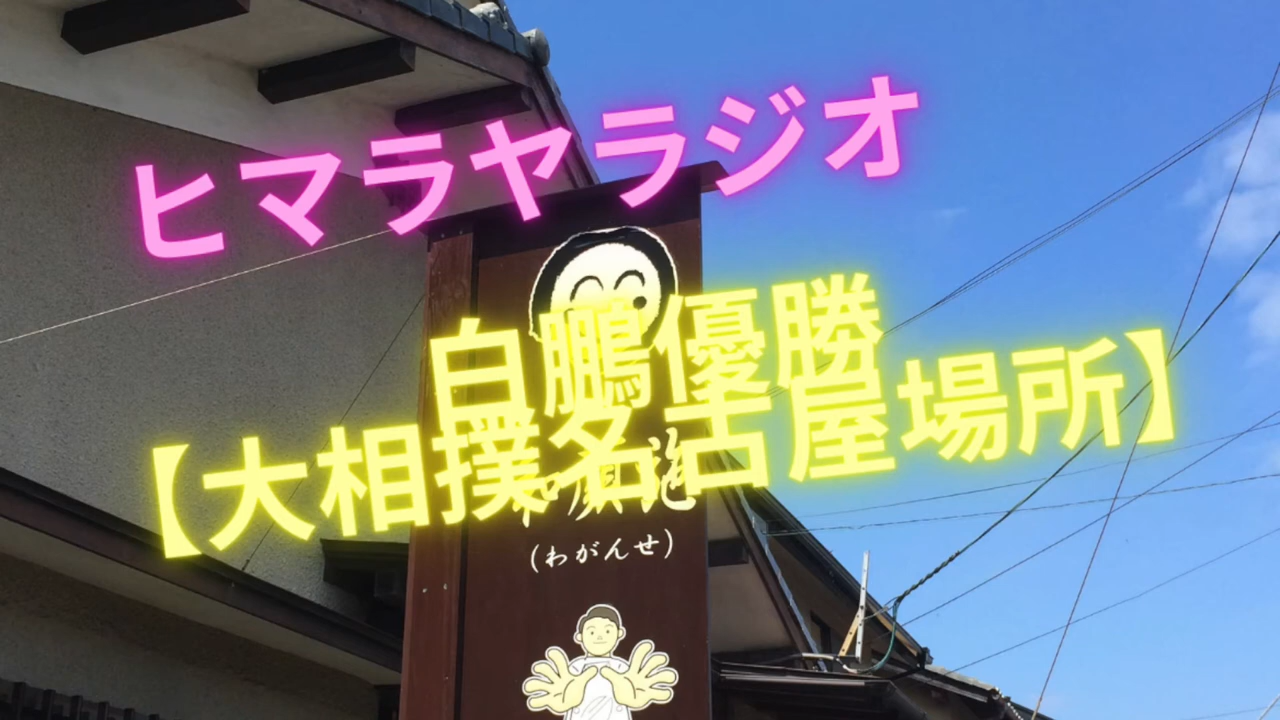 ヒマラヤラジオ
白鵬優勝
【大相撲名古屋場所】
(わがんせ)